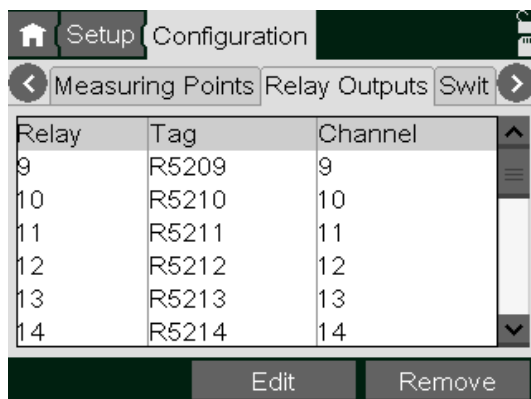 Setup Configuration
Measuring Points Relay Outputs Swit
Relay Tag Channel
9 R5209 9
10 R5210 10
11 R5211 11
12 R5212 12
13 R5213 13
14 R5214 14
Edit Remove